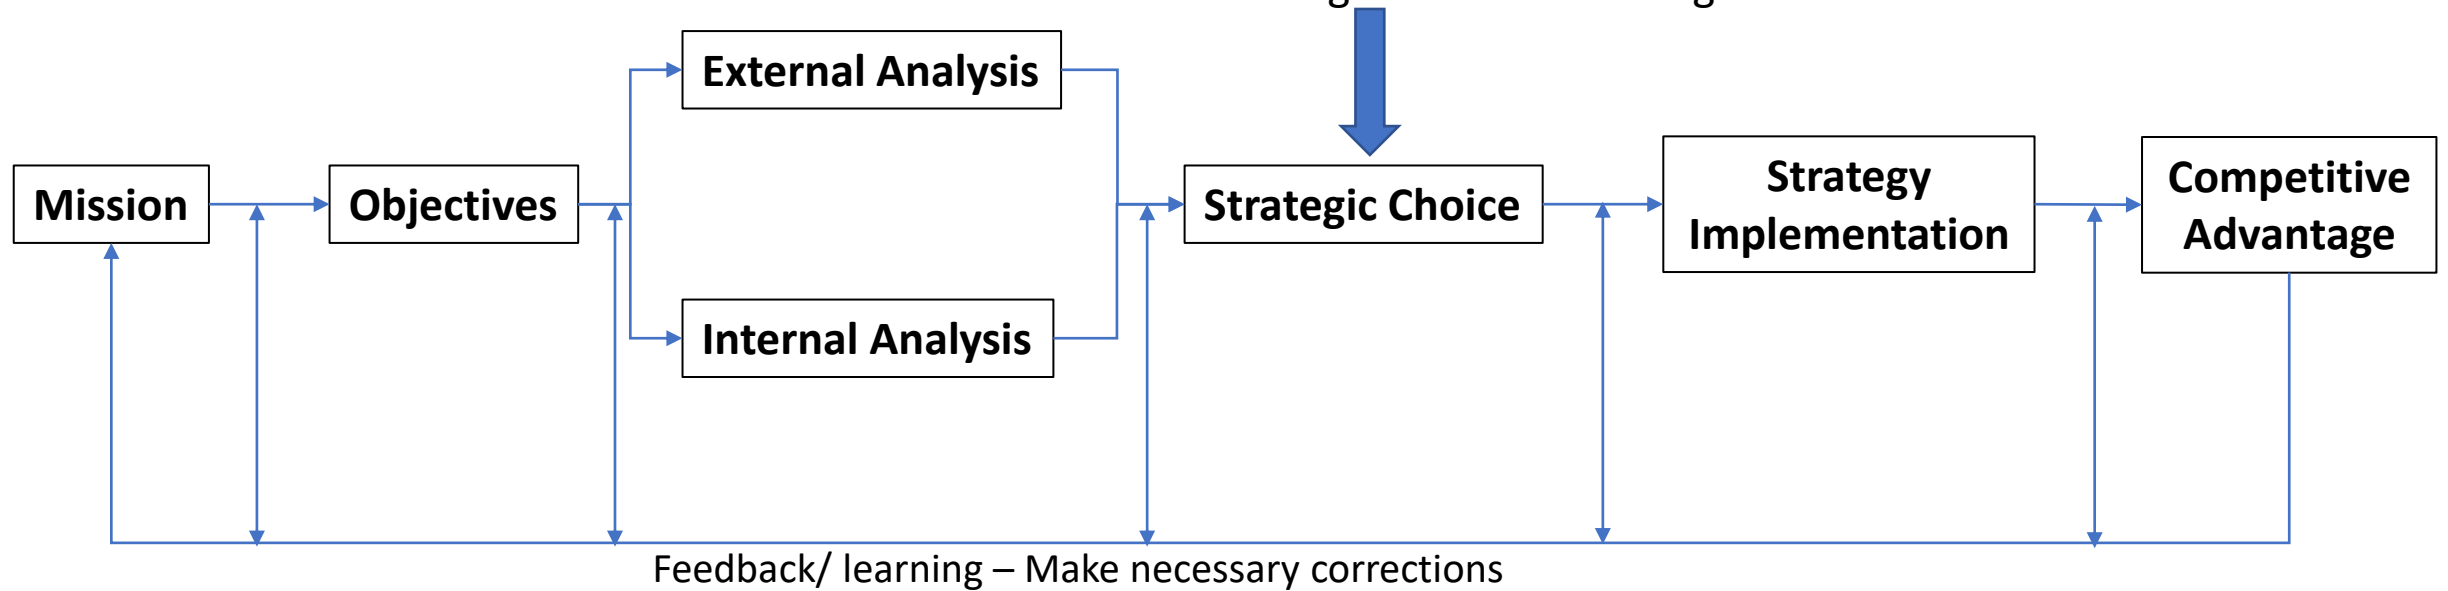 External Analysis
Mission
Objectives
Strategic Choice
Strategy
Implementation
Competitive
Advantage
Internal Analysis
Feedback/ learning – Make necessary corrections